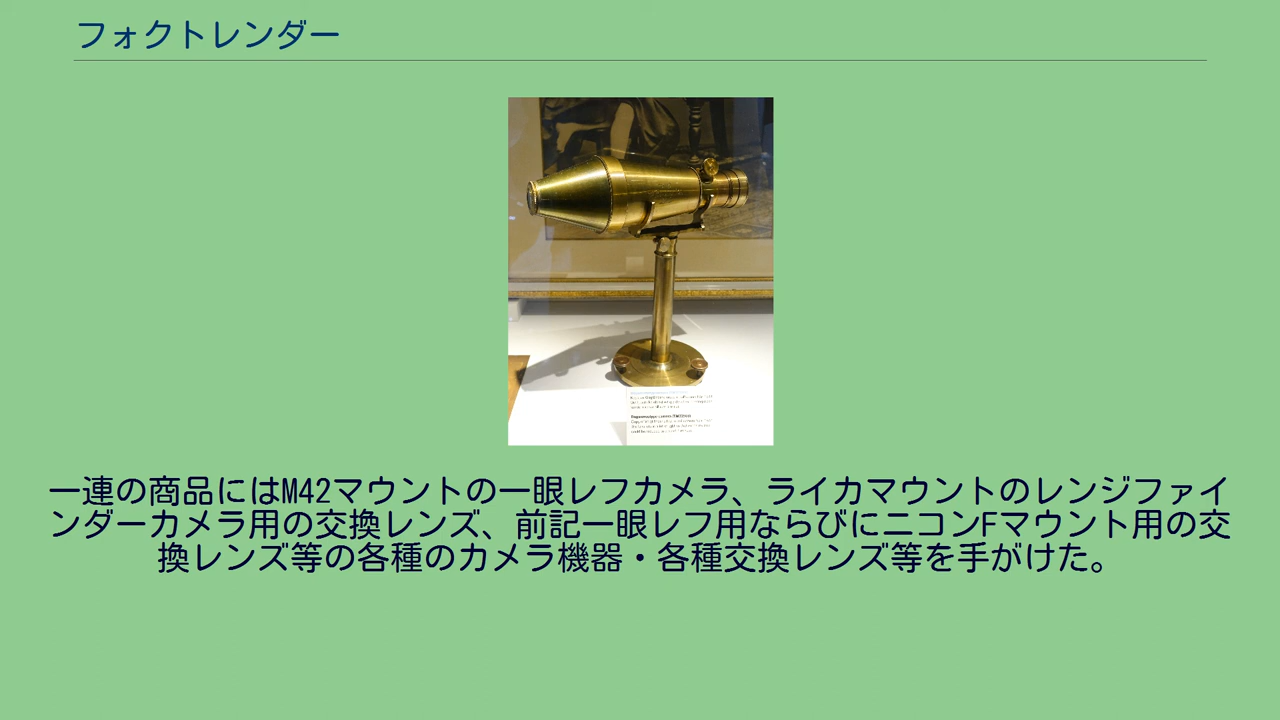 フォクトレンダー
一連の商品にはM42マウントの一眼レフカメラ、ライカマウントのレンジファイ
ンダーカメラ用の交換レンズ、前記一眼レフ用ならびにニコンFマウント用の交
換レンズ等の各種のカメラ機器・各種交換レンズ等を手がけた。